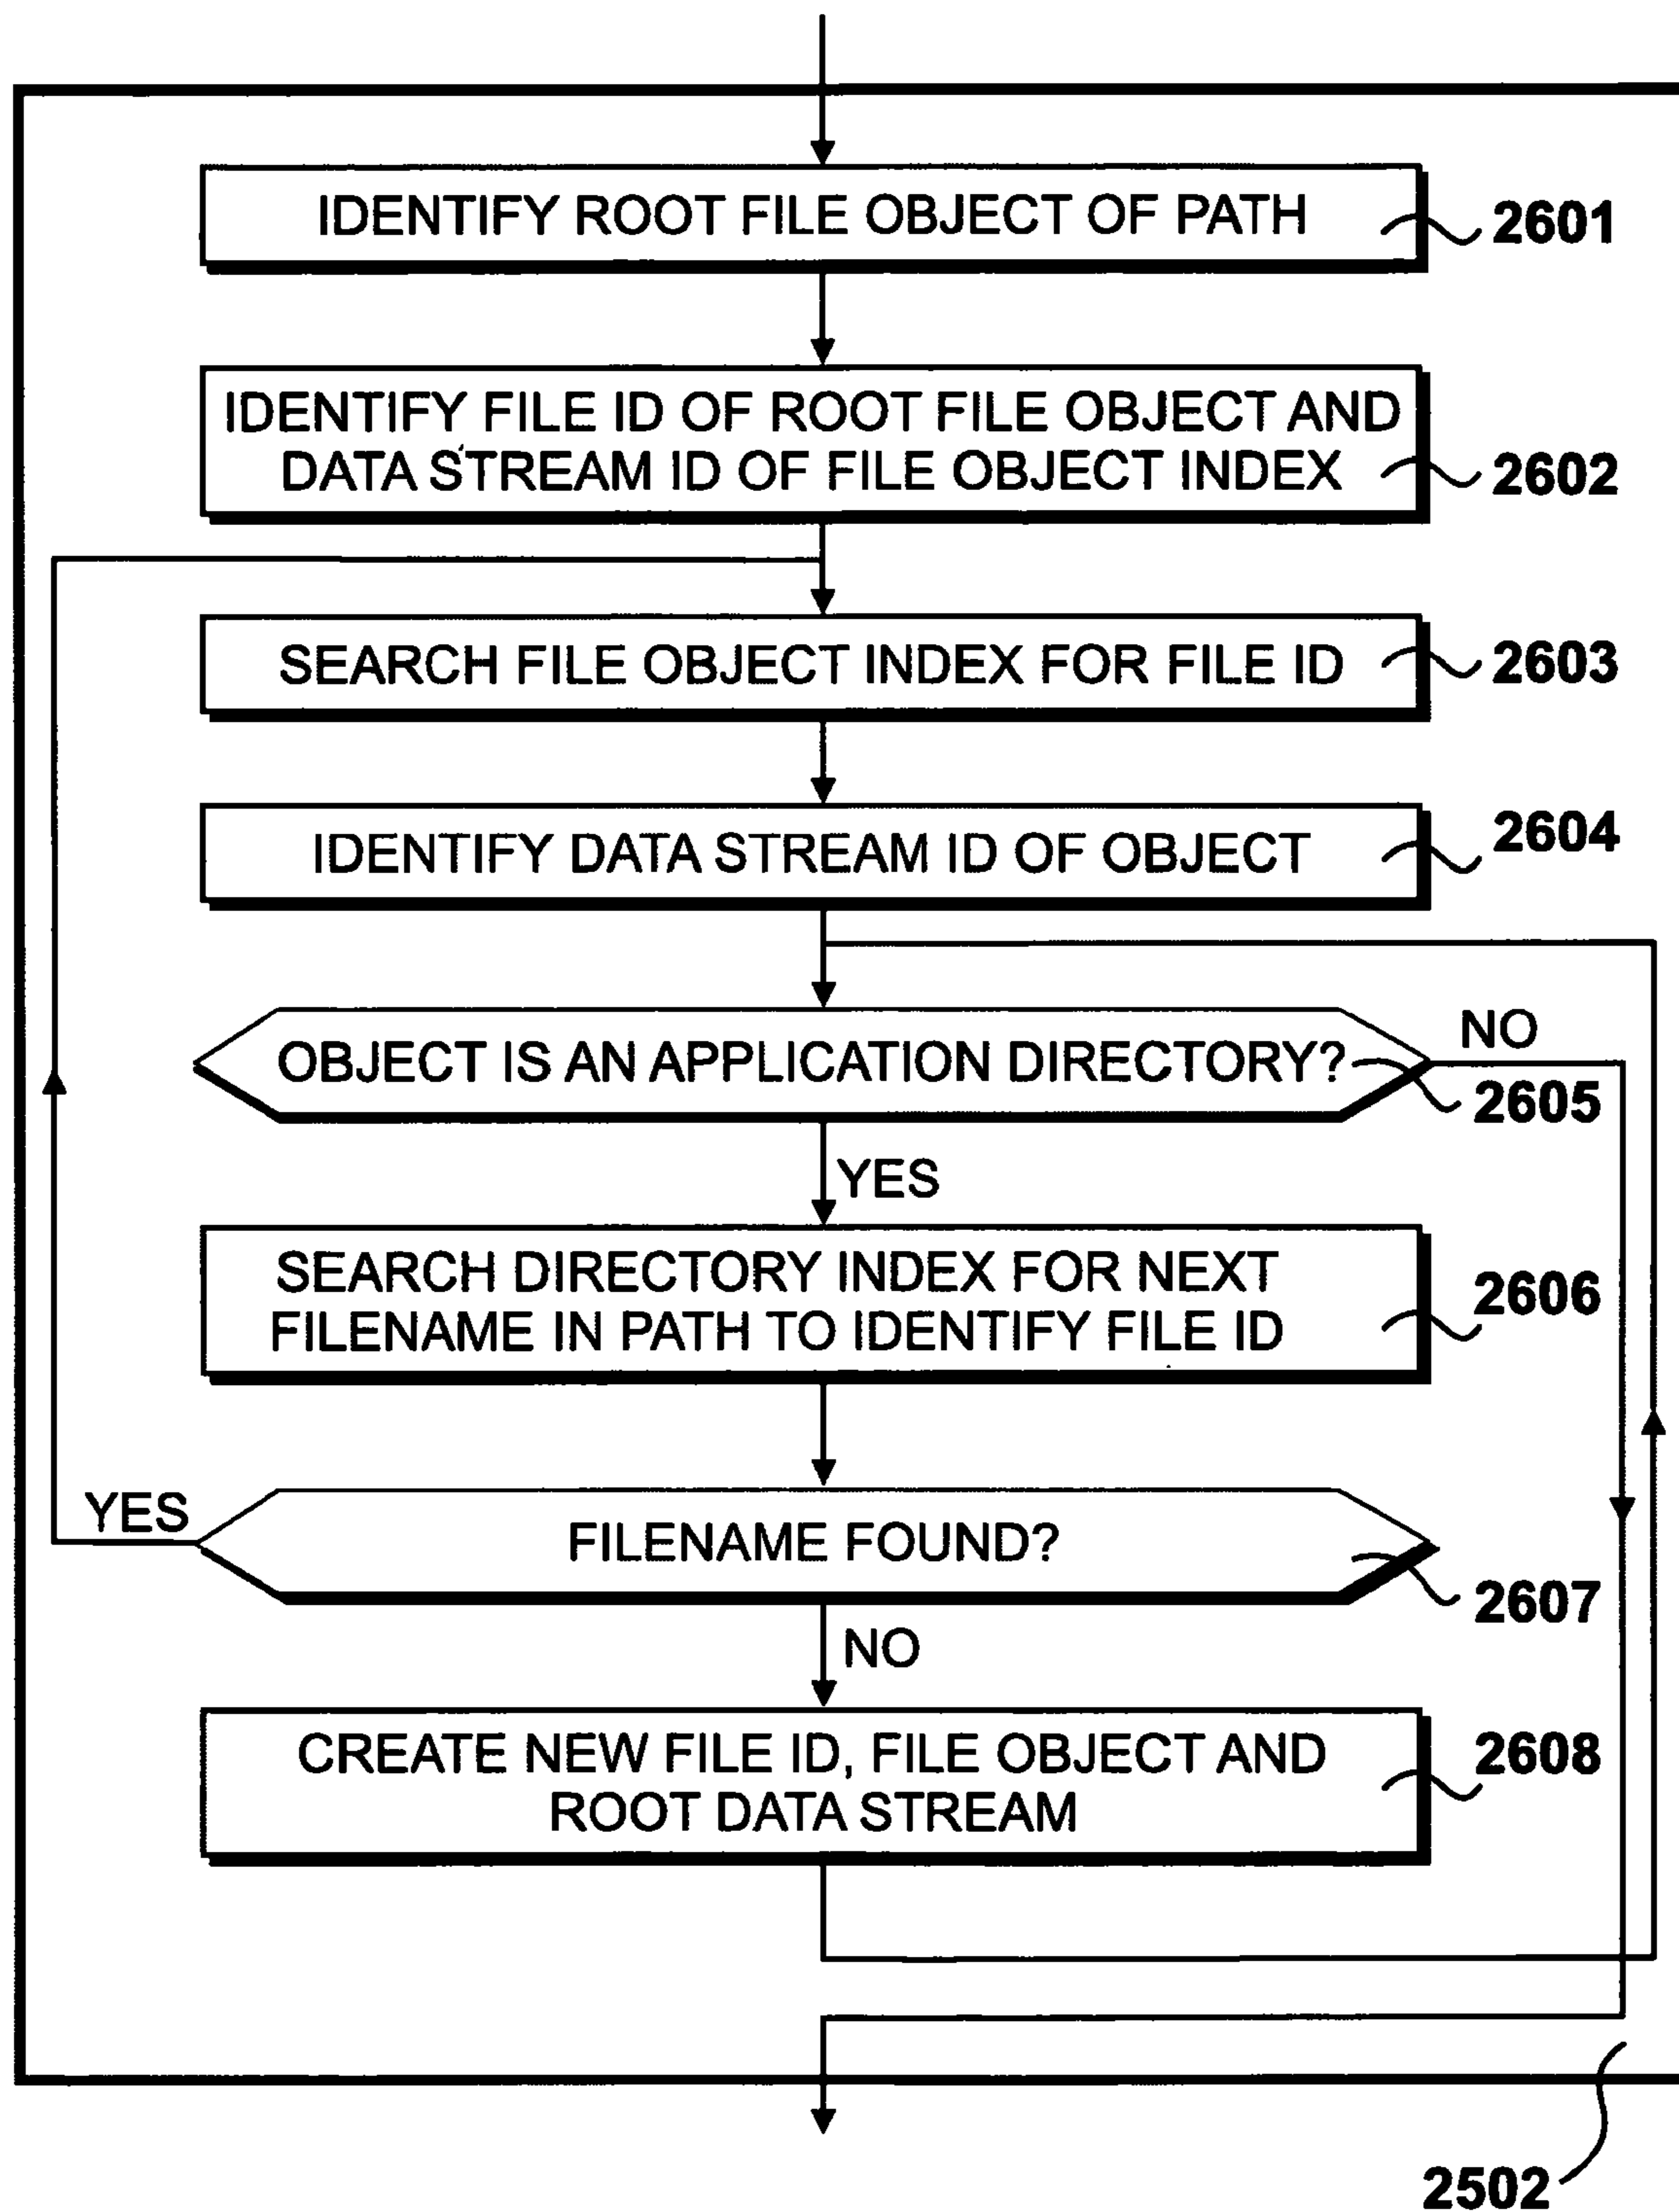 IDENTIFY ROOT FILE OBJECT OF PATH
2601
IDENTIFY FILE ID OF ROOT FILE OBJECT AND
DATA STREAM ID OF FILE OBJECT INDEX
2602
SEARCH FILE OBJECT INDEX FOR FILE ID
2603
IDENTIFY DATA STREAM ID OF OBJECT
2604
OBJECT IS AN APPLICATION DIRECTORY?
NO
2605
YES
SEARCH DIRECTORY INDEX FOR NEXT
FILENAME IN PATH TO IDENTIFY FILE ID
2606
YES
FILENAME FOUND?
2607
NO
CREATE NEW FILE ID, FILE OBJECT AND
ROOT DATA STREAM
2608
2502